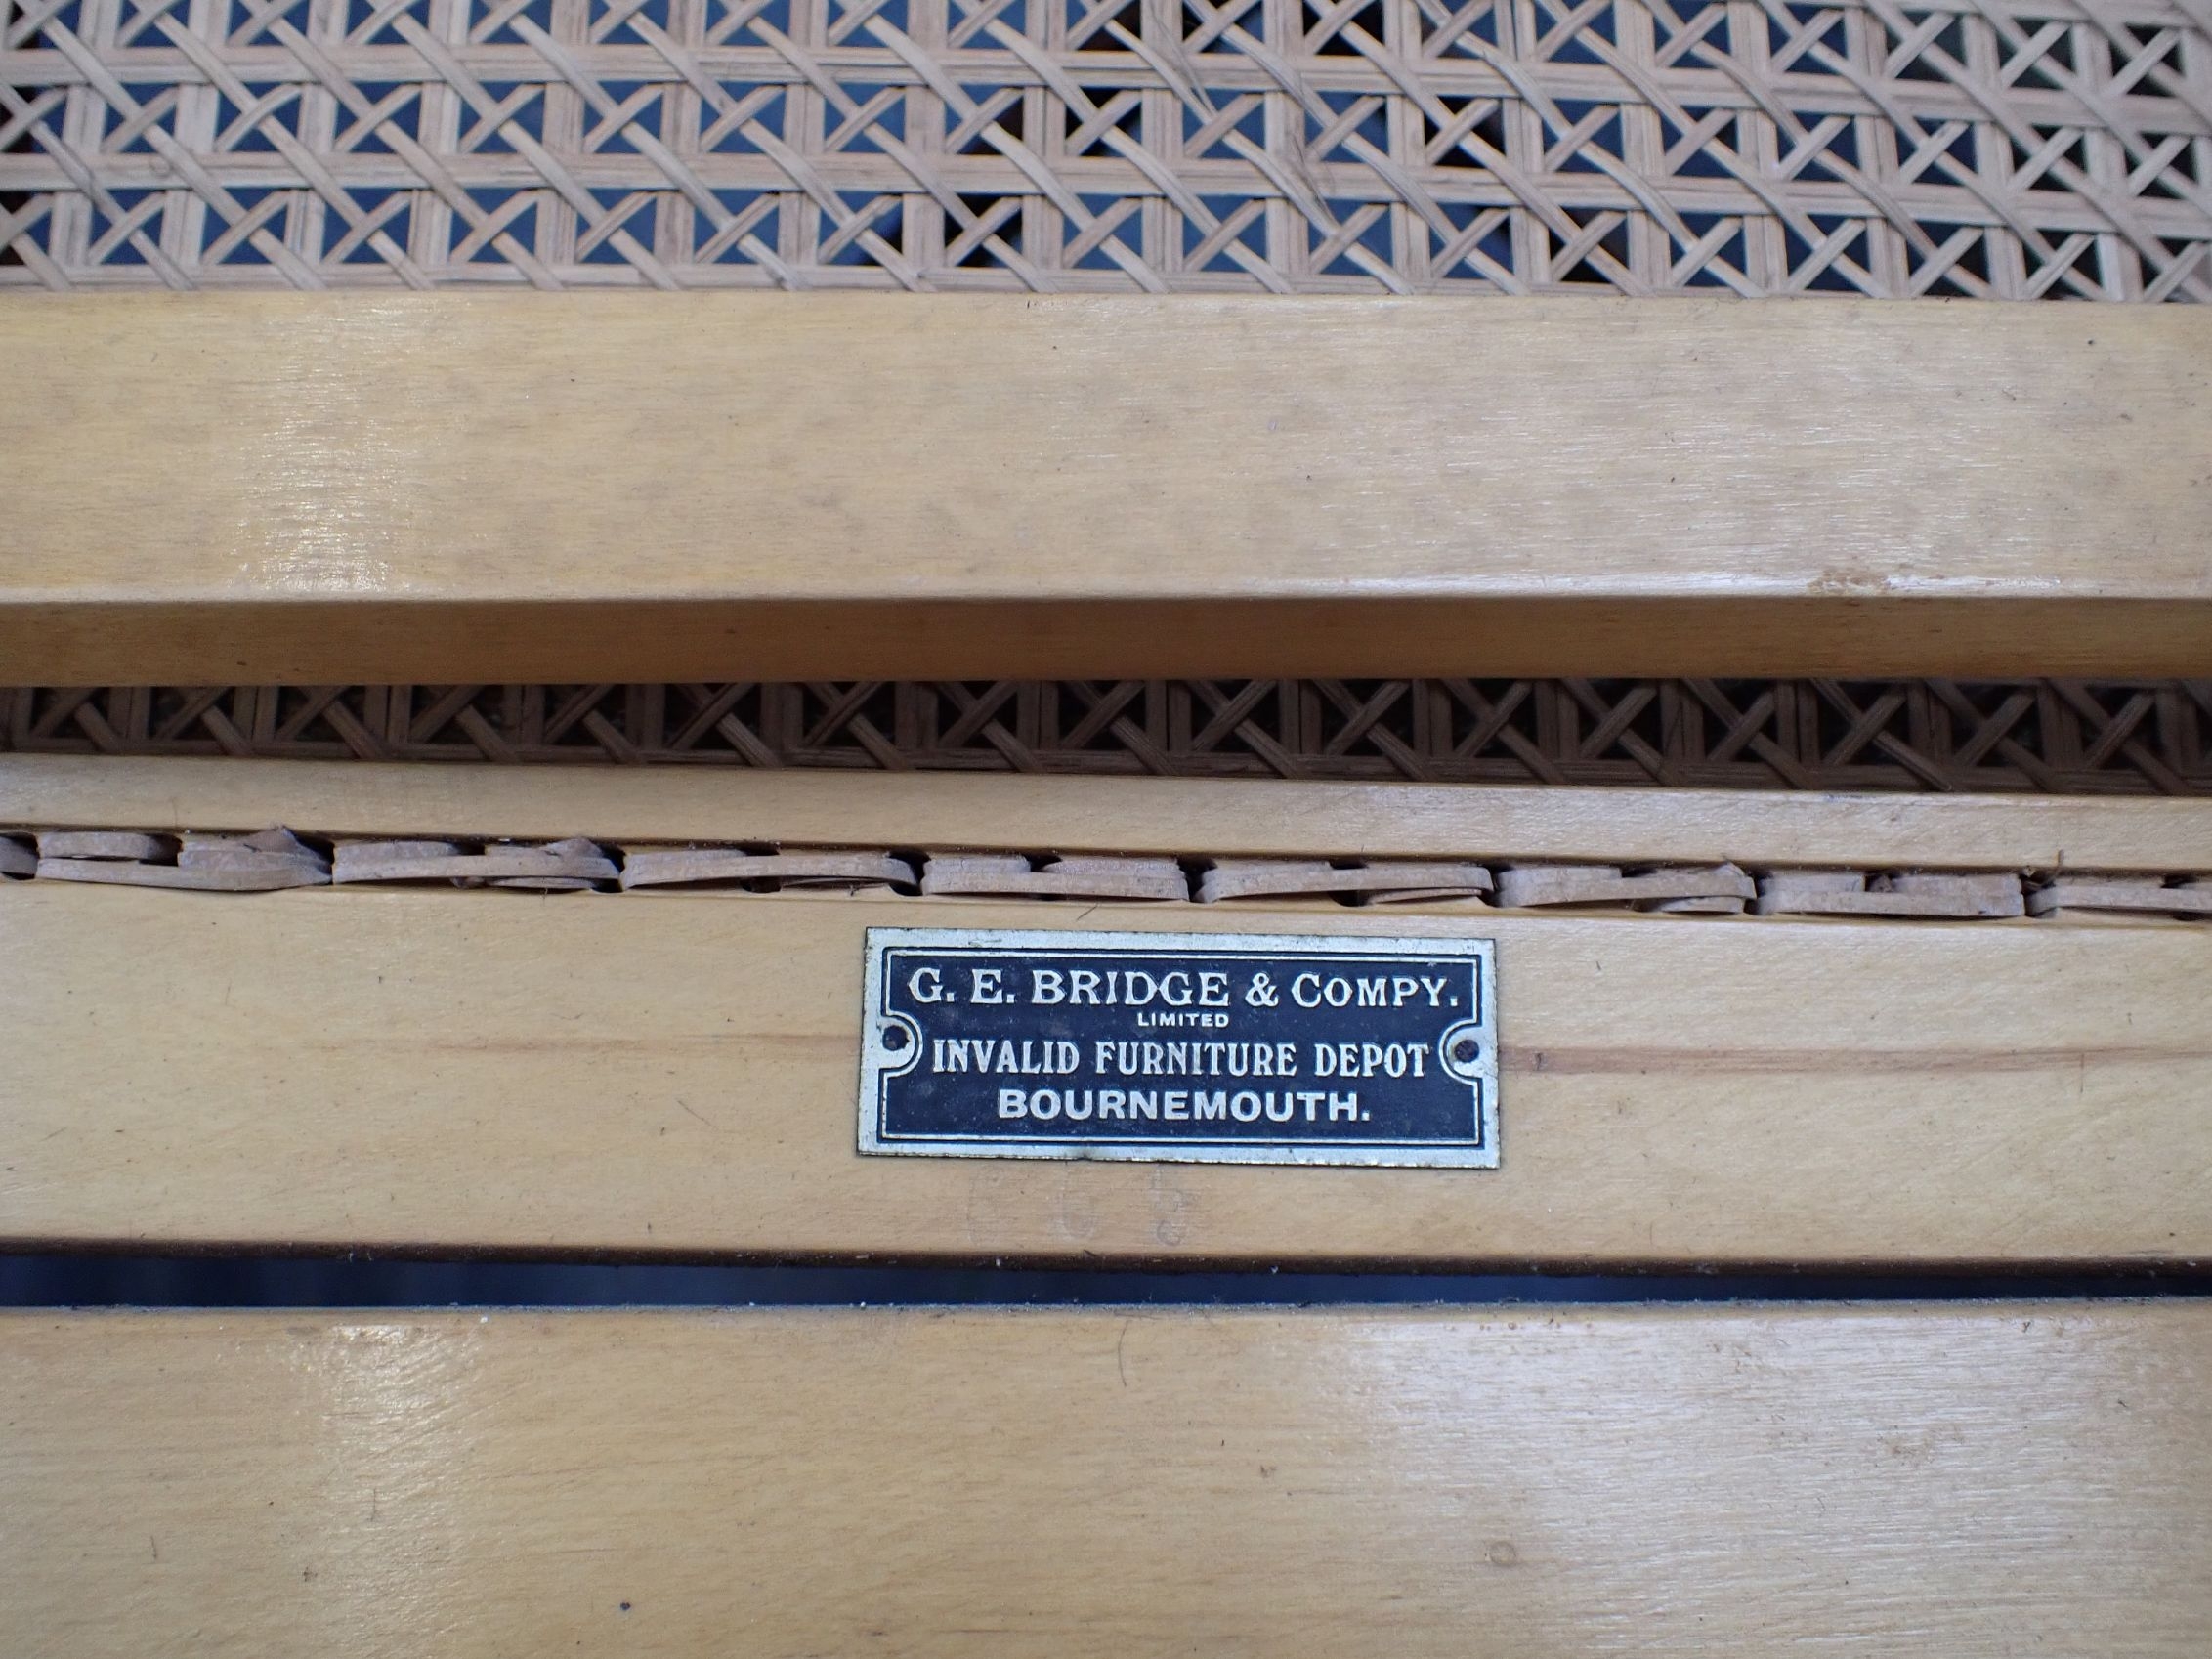 G. E. BRIDGE & COMPY.
LIMITED
INVALID FURNITURE DEPOT
BOURNEMOUTH.